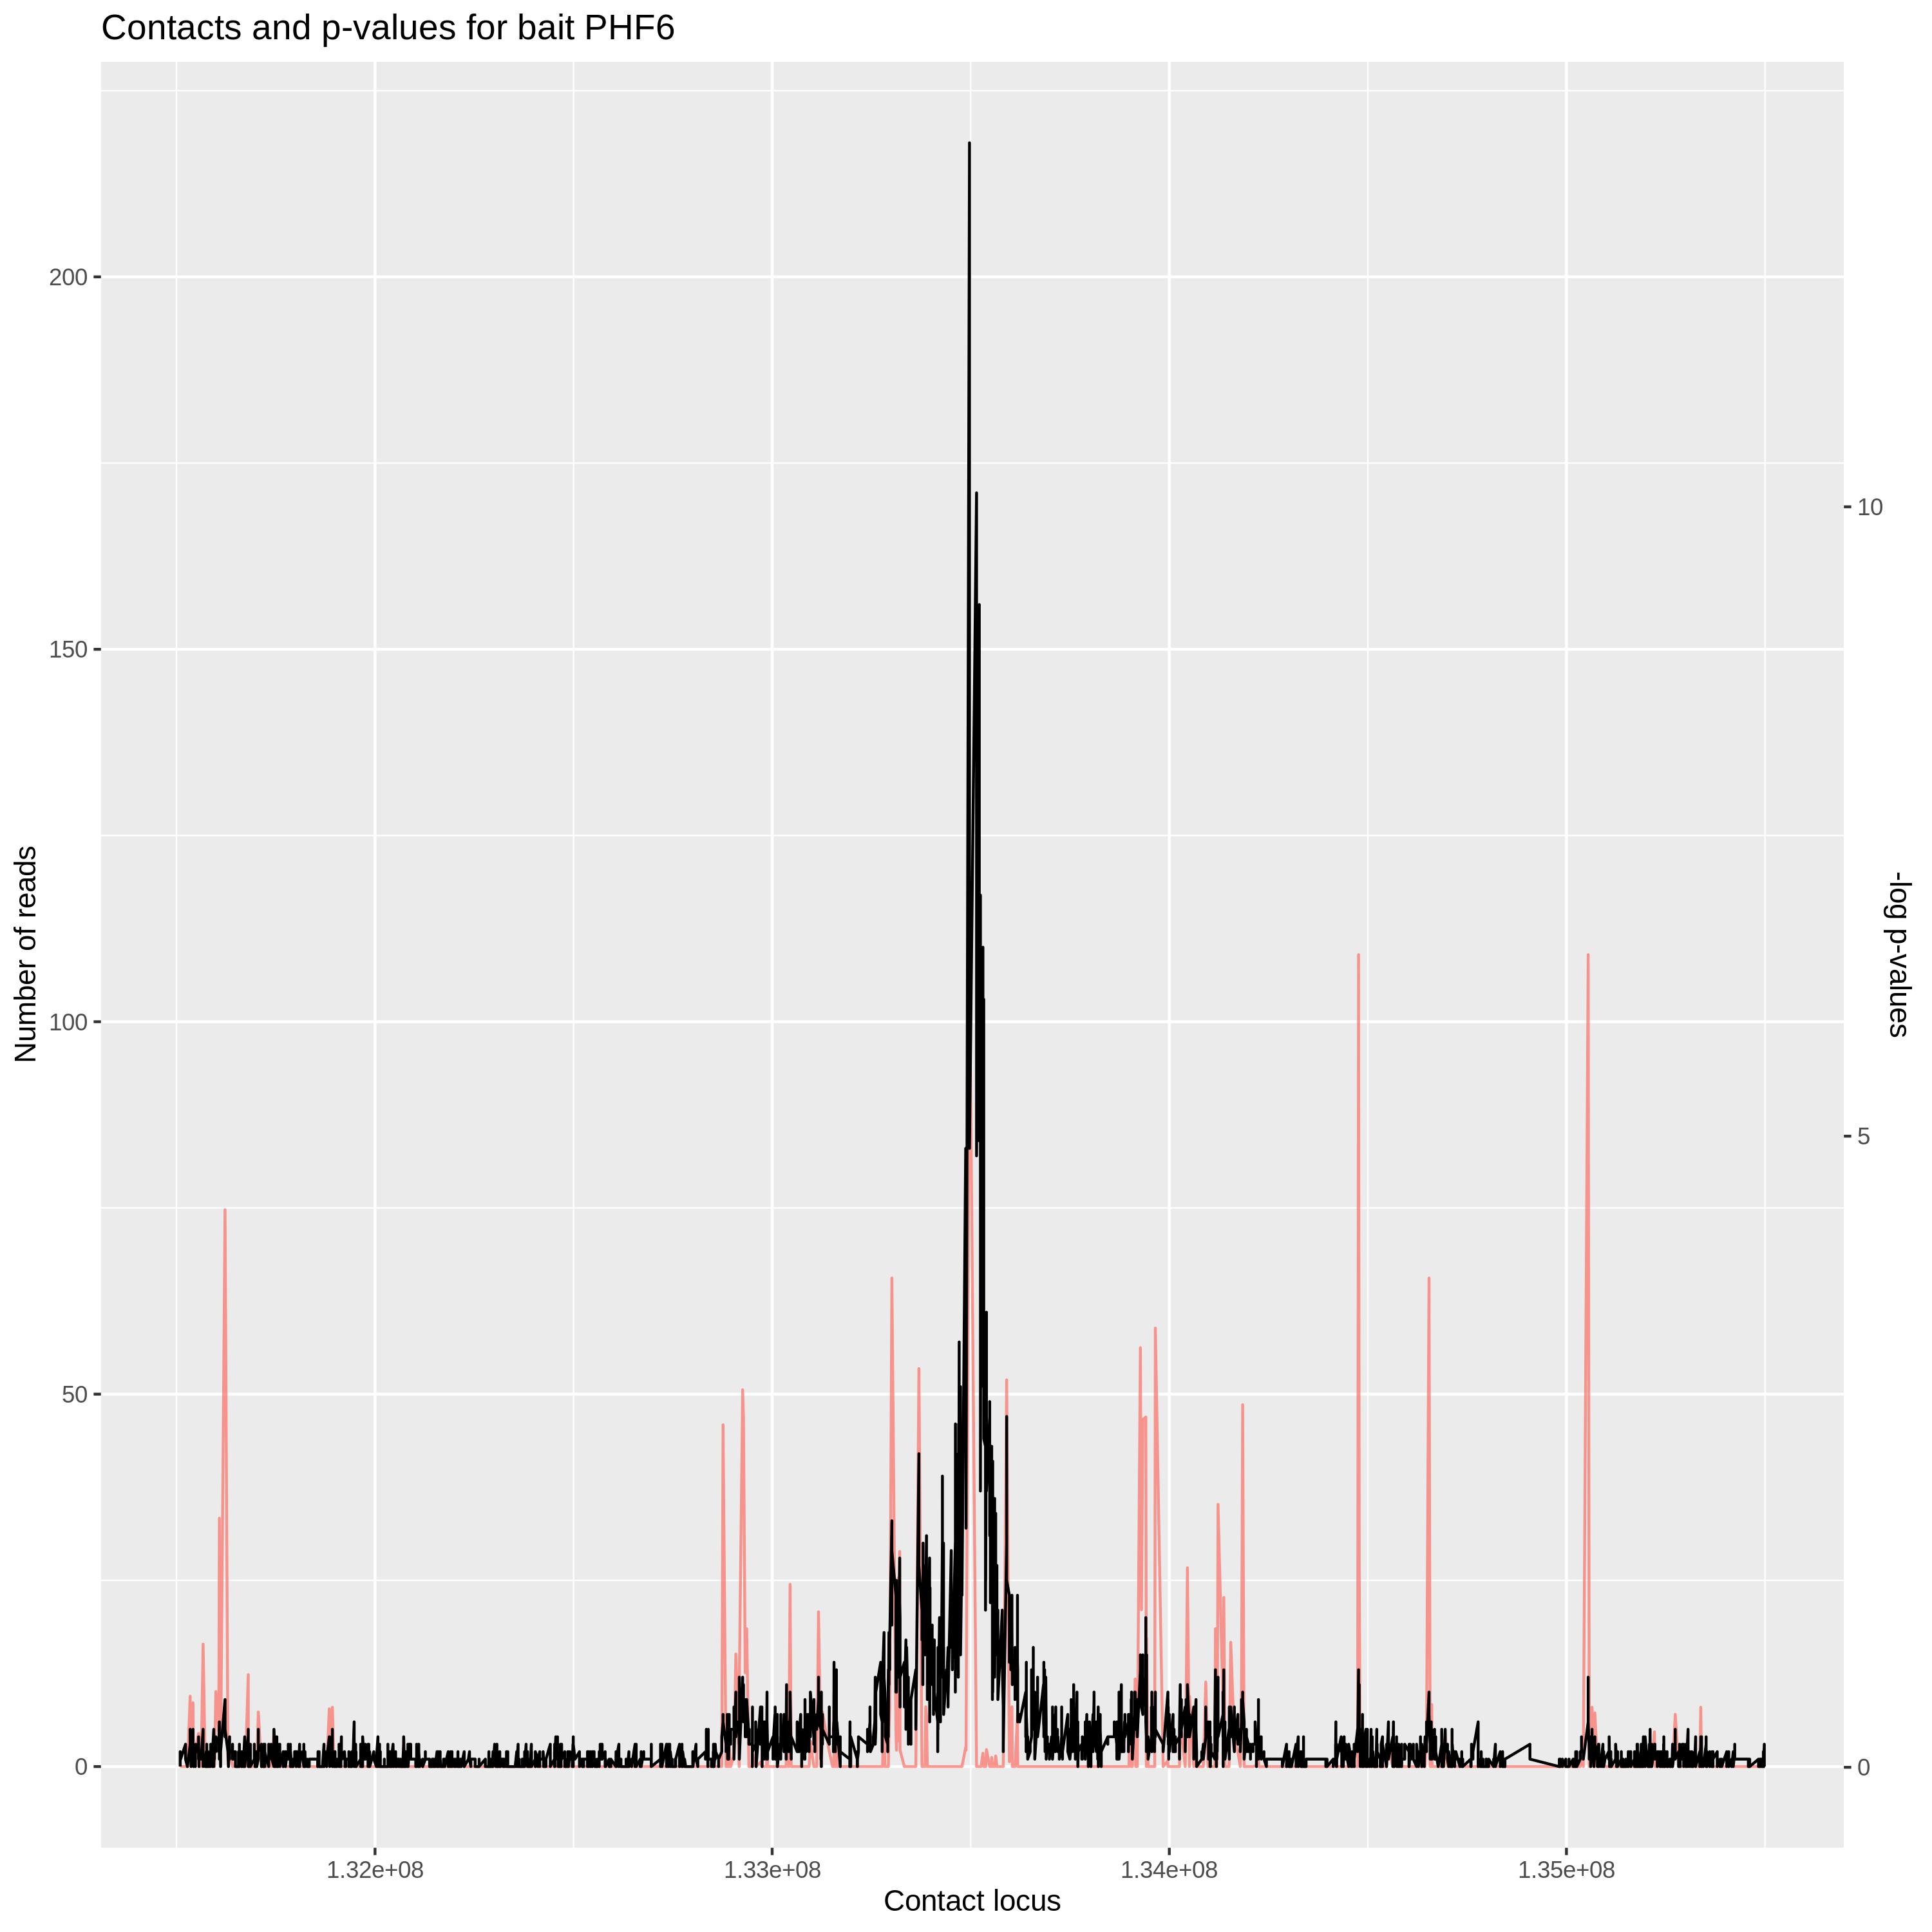 Contacts and p-values for bait PHF6
200
150
100
50
0
10
5
0
Number of reads
-log p-values
1.32e+08
1.33e+08
1.34e+08
1.35e+08
Contact locus